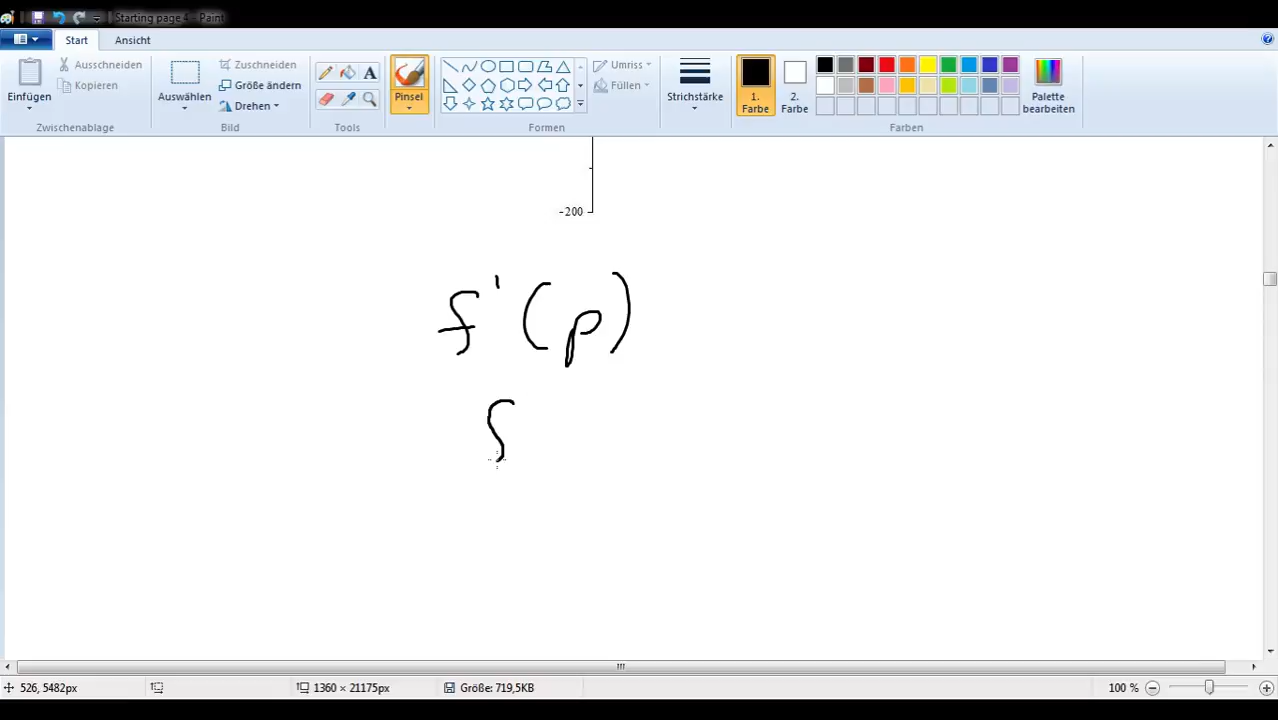 Starting page 4 - Paint
Start
Ansicht
Einfügen
Ausschneiden
Kopieren
Zwischenablage
Auswählen
Zuschneiden
Größe ändern
Drehen
Bild
A
Tools
Pinsel
Formen
Umriss
Füllen
Strichstärke
1.
Farbe
2.
Farbe
Farben
Palette
bearbeiten
-200
f'(p)
526, 5482px
1360 × 21175px
Größe: 719,5KB
100 %